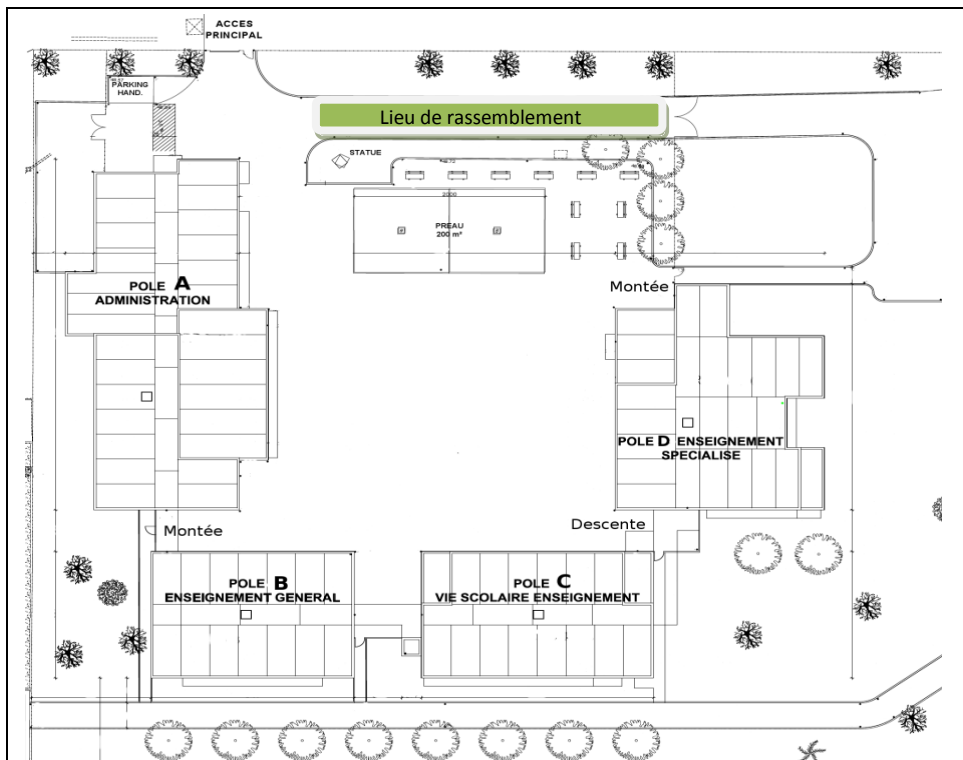 ACCES
PRINCIPAL
PARKING
HAND.
Lieu de rassemblement
STATUE
PREAU
200 m²
POLE A
ADMINISTRATION
Montée
POLE D ENSEIGNEMENT
SPECIALISE
Montée
Descente
POLE B
ENSEIGNEMENT GENERAL
POLE C
VIE SCOLAIRE ENSEIGNEMENT